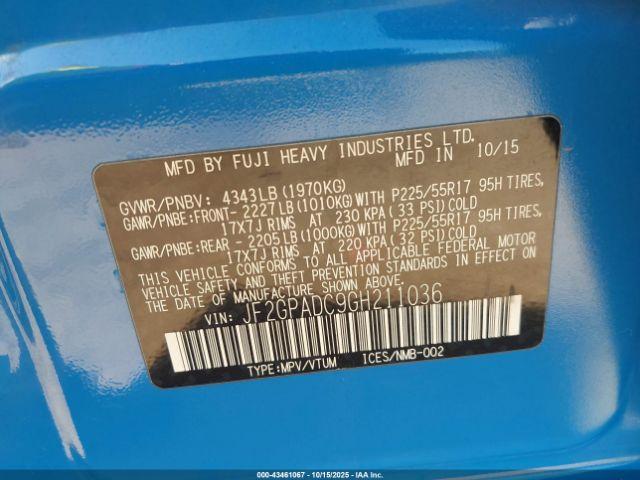 MFD BY FUJI HEAVY INDUSTRIES LTD.
MFD IN 10/15
GVWR/PNBV: 4343LB(1970KG)
GAWR/PNBE:FRONT-2227LB(1010KG)WITH P225/55R17 95H TIRES,
17X7J RIMS AT 230 KPA(33 PSI)COLD
GAWR/PNBE:REAR -2205LB(1000KG)WITH P225/55R17 95H TIRES,
17X7J RIMS AT 220 KPA(32 PSI)COLD
THIS VEHICLE CONFORMS TO ALL APPLICABLE FEDERAL MOTOR
VEHICLE SAFETY AND THEFT PREVENTION STANDARDS IN EFFECT ON
THE DATE OF MANUFACTURE SHOWN ABOVE.
VIN: JF2GPADC9GH211036
TYPE:MPV/VTUM ICES/NMB-002
000-43461067 - 10/15/2025 - IAA Inc.